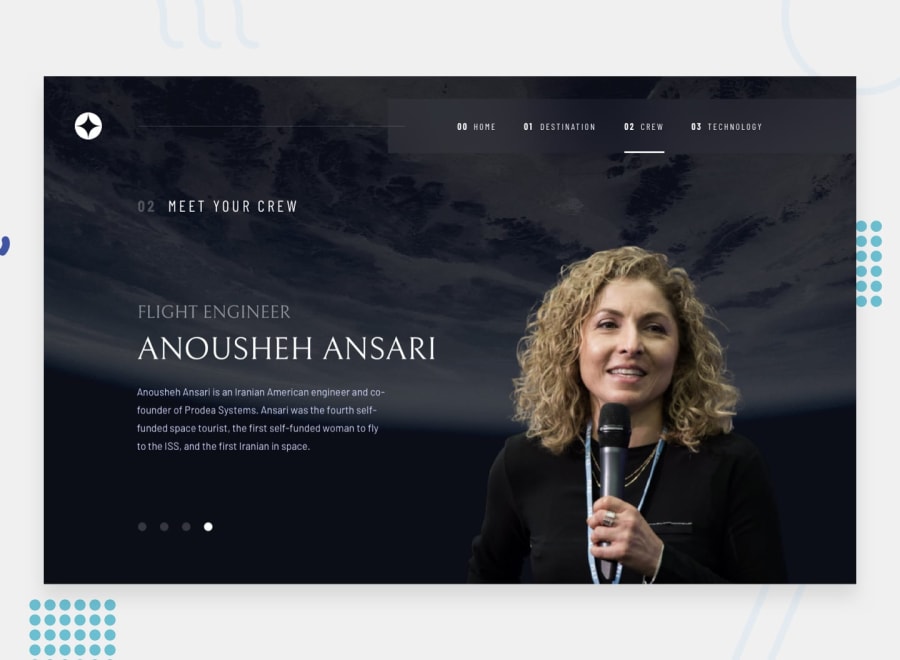 00 HOME 01 DESTINATION 02 CREW 03 TECHNOLOGY
02 MEET YOUR CREW
FLIGHT ENGINEER
ANOUSHEH ANSARI
Anousheh Ansari is an Iranian American engineer and co-
founder of Prodea Systems. Ansari was the fourth self-
funded space tourist, the first self-funded woman to fly
to the ISS, and the first Iranian in space.